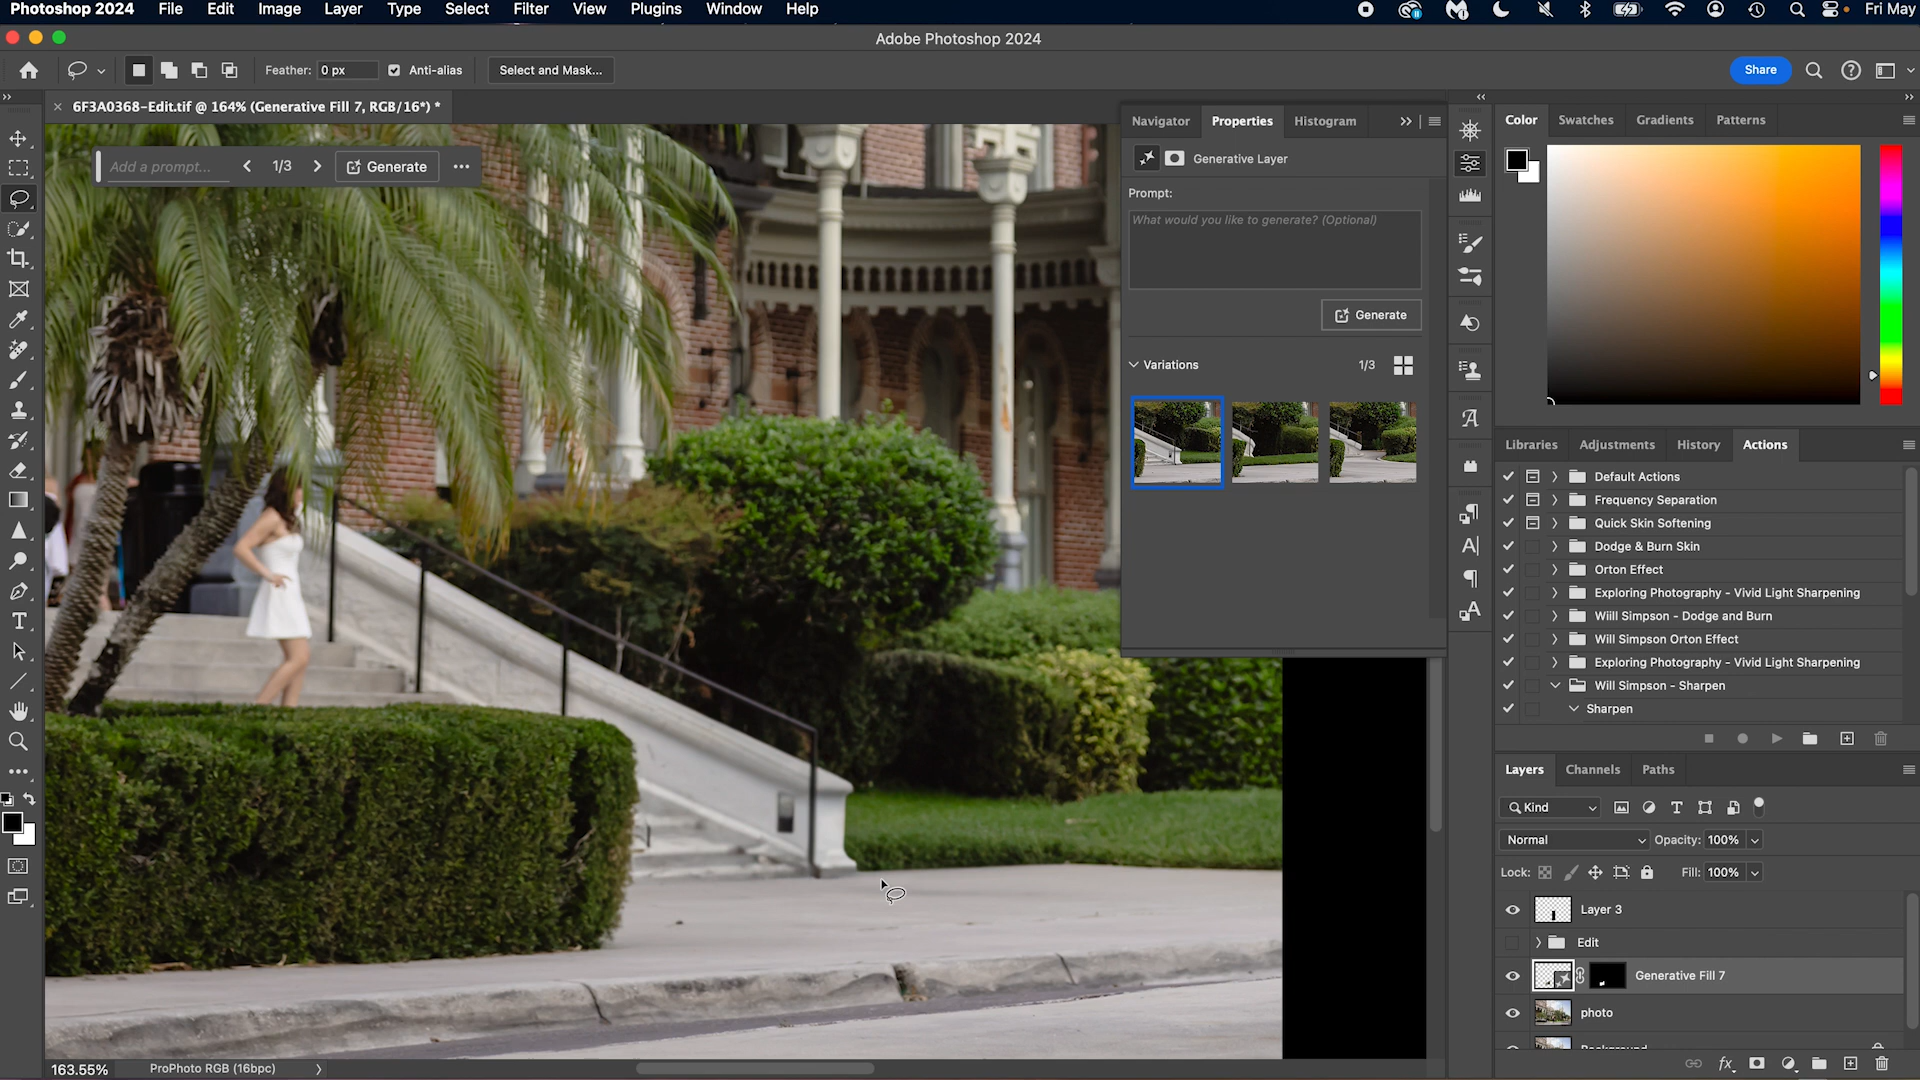 Photoshop 2024 File Edit Image Layer Type Select Filter View Plugins Window Help Fri May
Adobe Photoshop 2024
Feather: 0 px Anti-alias Select and Mask... Share
6F3A0368-Edit.tif @ 164% (Generative Fill 7, RGB/16*) *
Add a prompt... 1/3 Generate
Navigator Properties Histogram
Generative Layer
Prompt:
What would you like to generate? (Optional)
Generate
Variations 1/3
Color Swatches Gradients Patterns
Libraries Adjustments History Actions
Default Actions
Frequency Separation
Quick Skin Softening
Dodge & Burn Skin
Orton Effect
Exploring Photography - Vivid Light Sharpening
Wiill Simpson - Dodge and Burn
Will Simpson Orton Effect
Exploring Photography - Vivid Light Sharpening
Will Simpson - Sharpen
Sharpen
Layers Channels Paths
Kind
Normal Opacity: 100%
Lock: Fill: 100%
Layer 3
Edit
Generative Fill 7
photo
163.55% ProPhoto RGB (16bpc)